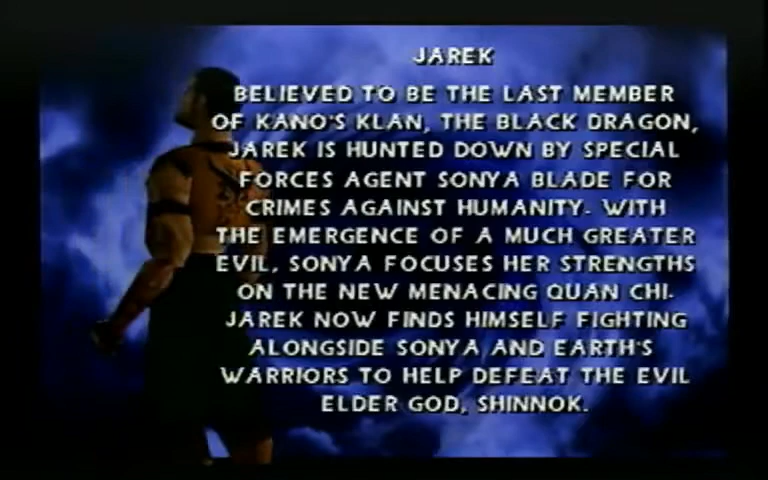 JAREK
BELIEVED TO BE THE LAST MEMBER
OF KANO'S KLAN, THE BLACK DRAGON,
JAREK IS HUNTED DOWN BY SPECIAL
FORCES AGENT SONYA BLADE FOR
CRIMES AGAINST HUMANITY. WITH
THE EMERGENCE OF A MUCH GREATER
EVIL, SONYA FOCUSES HER STRENGTHS
ON THE NEW MENACING QUAN CHI.
JAREK NOW FINDS HIMSELF FIGHTING
ALONGSIDE SONYA AND EARTH'S
WARRIORS TO HELP DEFEAT THE EVIL
ELDER GOD, SHINNOK.